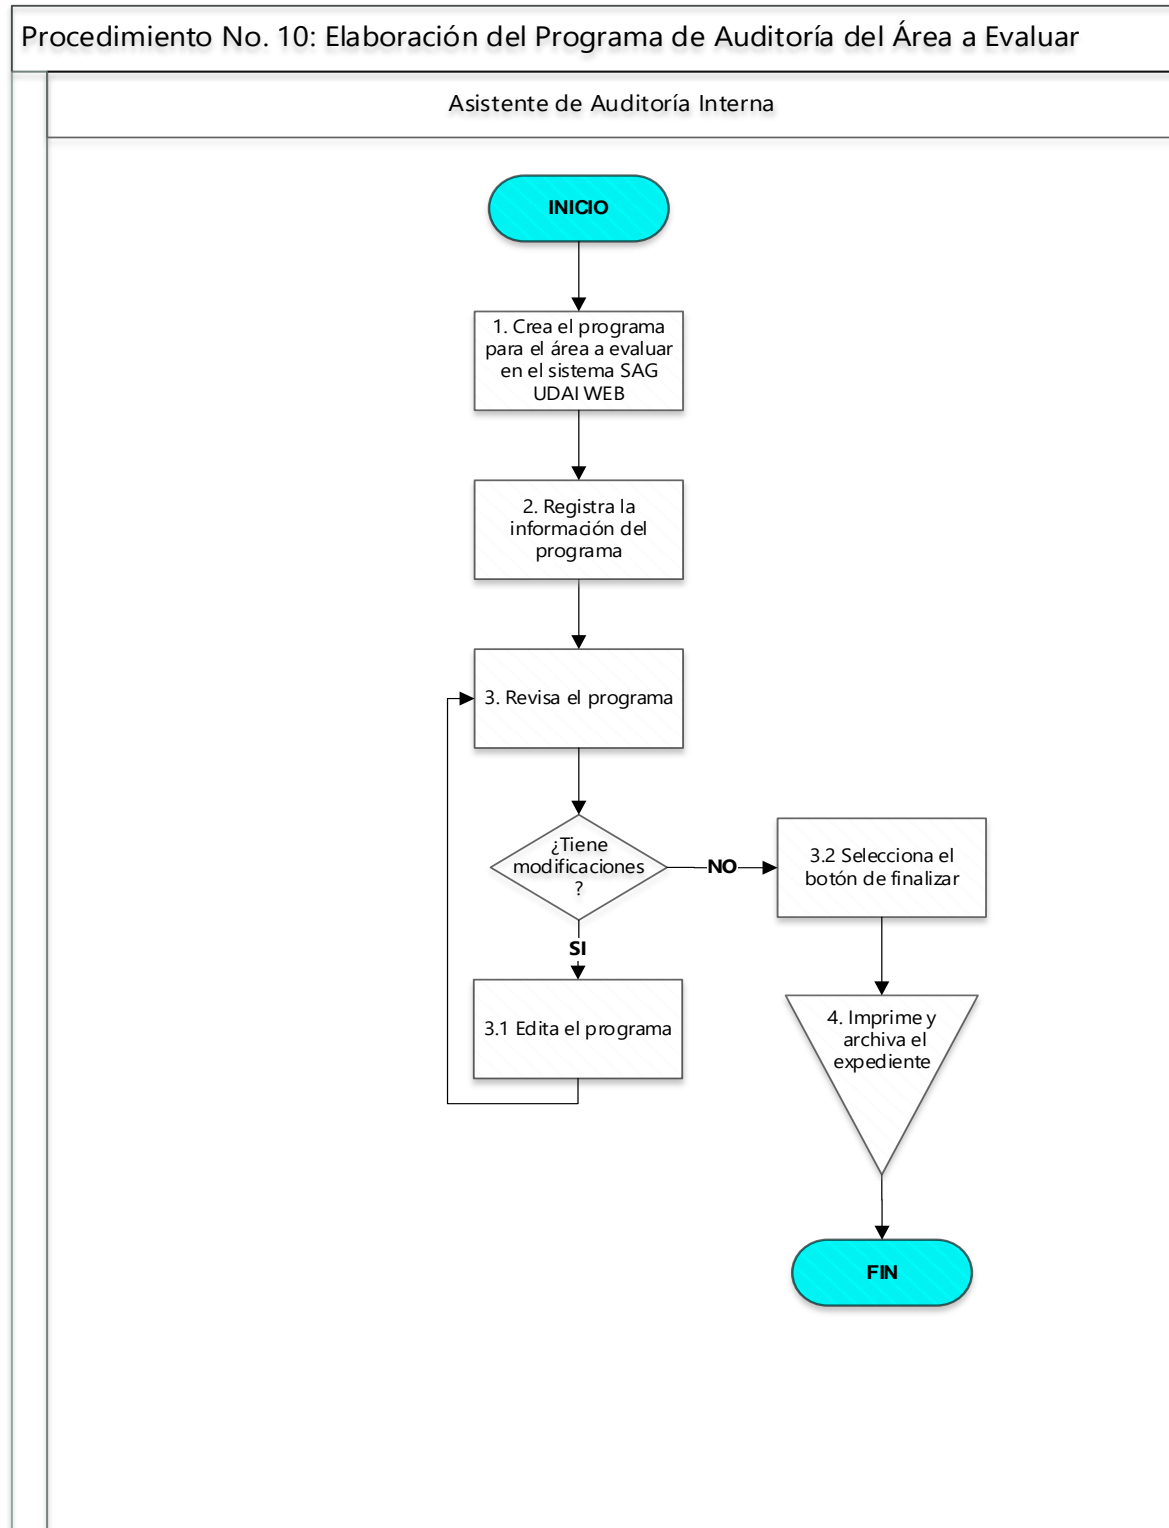 Procedimiento No. 10: Elaboración del Programa de Auditoría del Área a Evaluar
Asistente de Auditoría Interna
INICIO
1. Crea el programa
para el área a evaluar
en el sistema SAG
UDAI WEB
2. Registra la
información del
programa
3. Revisa el programa
¿Tiene
modificaciones
?
NO
3.2 Selecciona el
botón de finalizar
SI
3.1 Edita el programa
4. Imprime y
archiva el
expediente
FIN